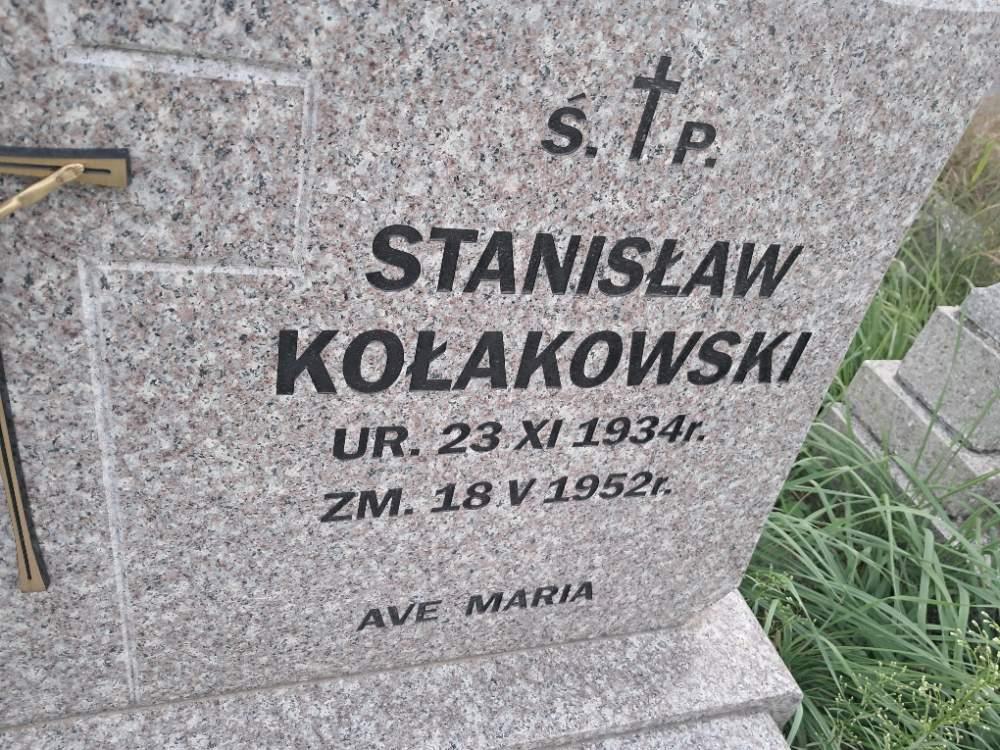 Ś. P.
STANISŁAW
KOŁAKOWSKI
UR. 23 XI 1934r.
ZM. 18 V 1952r.
AVE MARIA